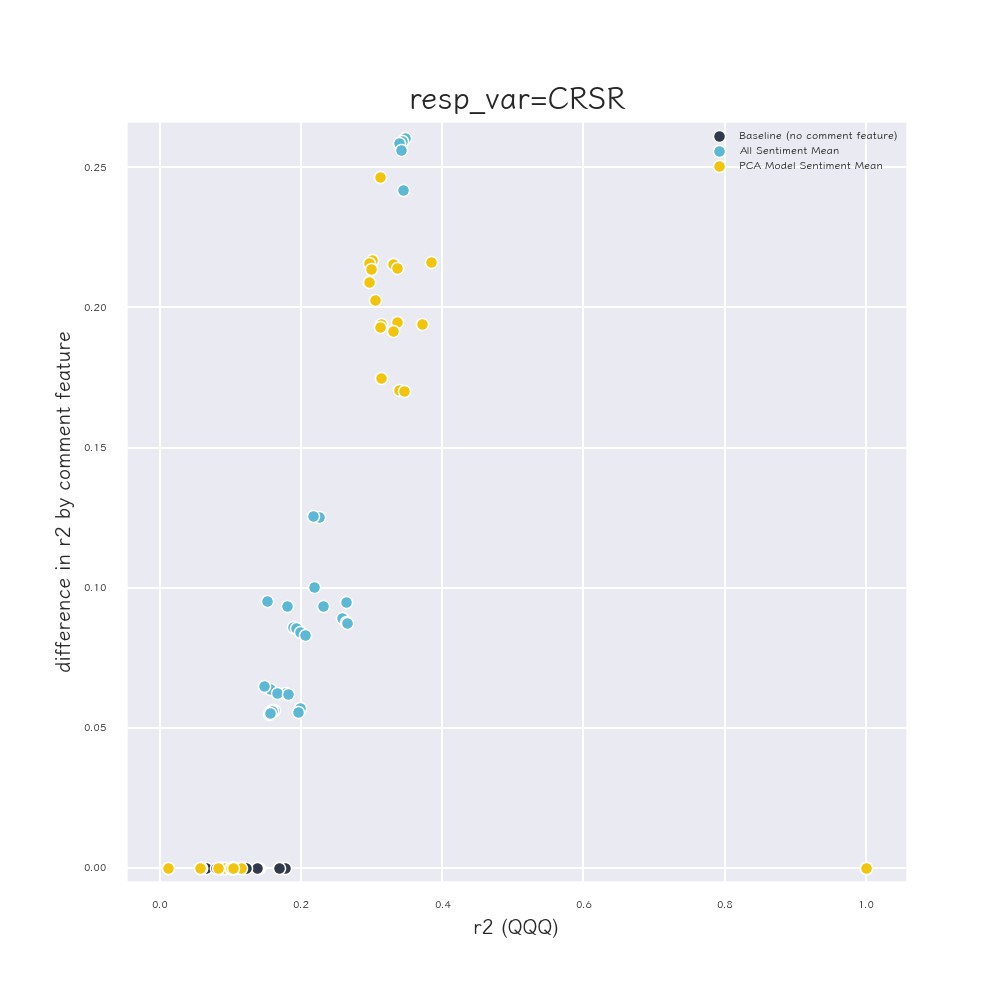 resp_var=CRSR
Baseline (no comment feature)
All Sentiment Mean
PCA Model Sentiment Mean
0.25
0.20
0.15
0.10
0.05
0.00
difference in r2 by comment feature
0.0 0.2 0.4 0.6 0.8 1.0
r2 (QQQ)